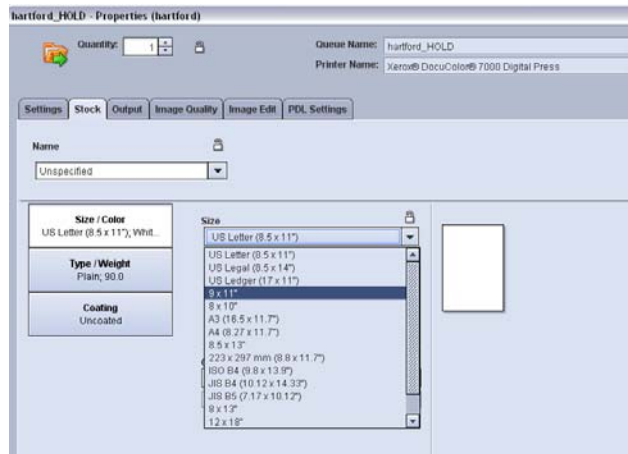 hartford_HOLD - Properties (hartford)
Quantity: 1
Queue Name: hartford_HOLD
Printer Name: Xerox® DocuColor® 7000 Digital Press
Settings Stock Output Image Quality Image Edit PDL Settings
Name
Unspecified
Size / Color
US Letter (8.5 x 11"); Whit...
Type / Weight
Plain; 90.0
Coating
Uncoated
Size
US Letter (8.5 x 11")
US Letter (8.5 x 11")
US Legal (8.5 x 14")
US Ledger (17 x 11")
9 x 11"
8 x 10"
A3 (16.5 x 11.7")
A4 (8.27 x 11.7")
8.5 x 13"
223 x 297 mm (8.8 x 11.7")
ISO B4 (9.8 x 13.9")
JIS B4 (10.12 x 14.33")
JIS B5 (7.17 x 10.12")
8 x 13"
12 x 18"